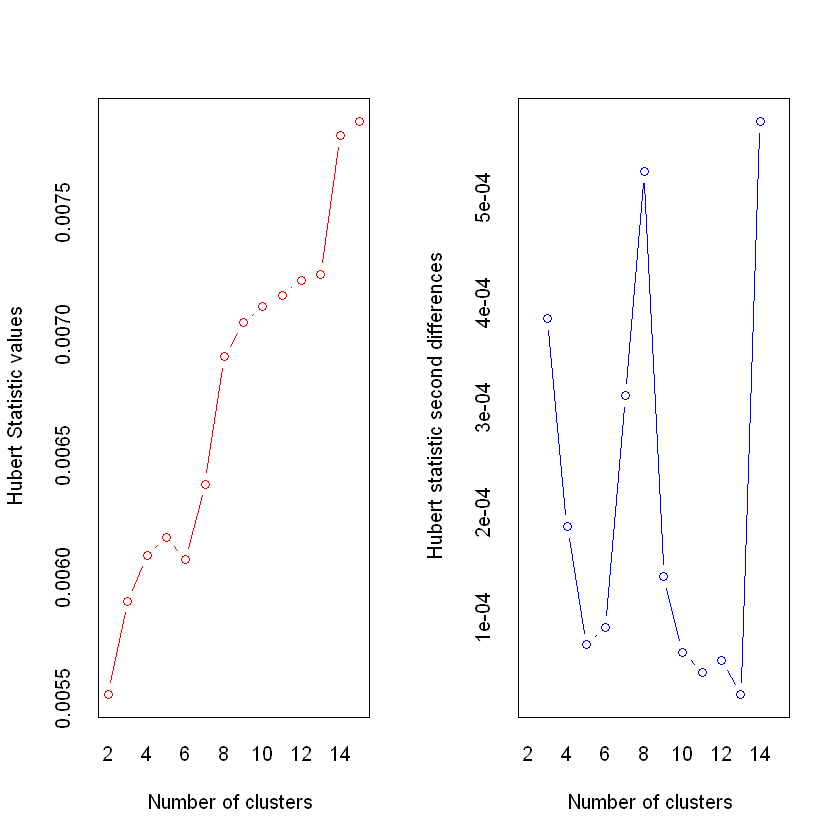 Hubert Statistic values
0.0075
0.0070
0.0065
0.0060
0.0055
2 4 6 8 10 12 14
Number of clusters
Hubert statistic second differences
5e-04
4e-04
3e-04
2e-04
1e-04
2 4 6 8 10 12 14
Number of clusters